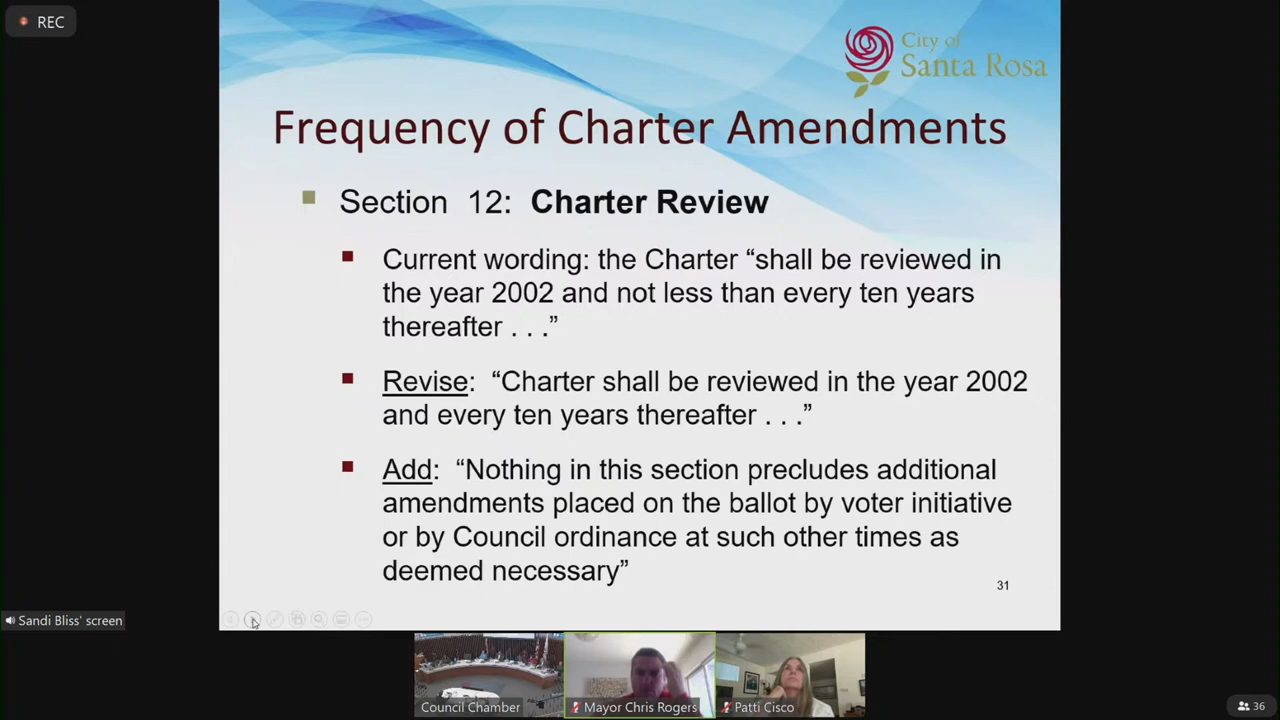 REC
City of
Santa Rosa
Frequency of Charter Amendments
Section 12: Charter Review
Current wording: the Charter “shall be reviewed in
the year 2002 and not less than every ten years
thereafter . . .”
Revise: “Charter shall be reviewed in the year 2002
and every ten years thereafter . . .”
Add: “Nothing in this section precludes additional
amendments placed on the ballot by voter initiative
or by Council ordinance at such other times as
deemed necessary”
31
Sandi Bliss' screen
Council Chamber
Mayor Chris Rogers
Patti Cisco
36